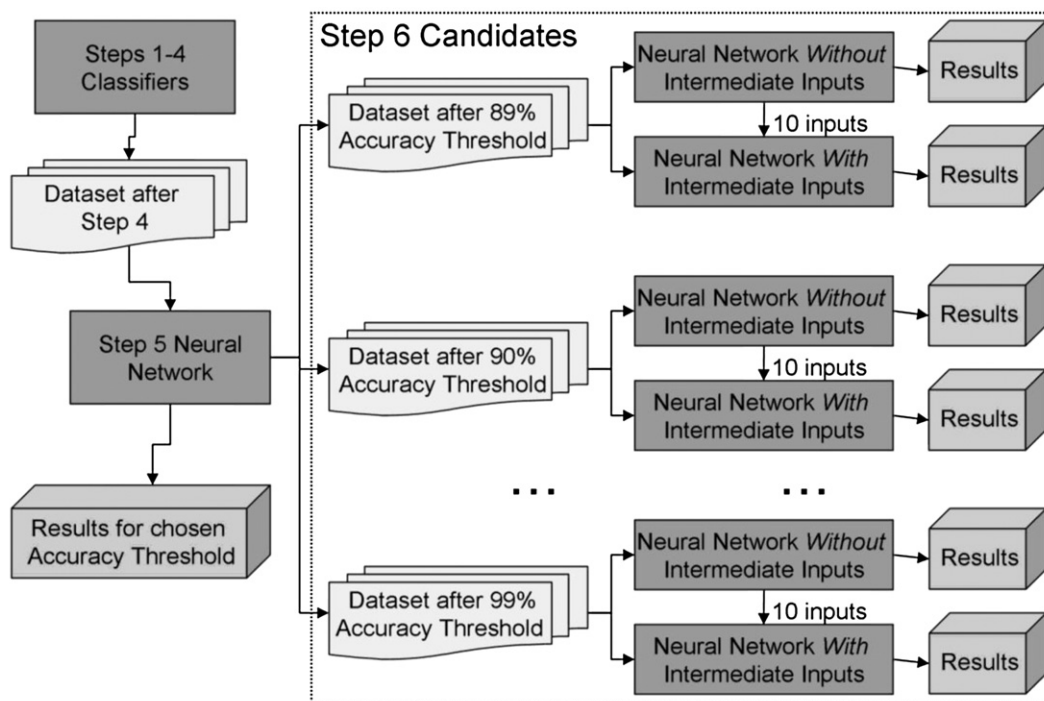 Steps 1-4
Classifiers
Dataset after
Step 4
Step 5 Neural
Network
Results for chosen
Accuracy Threshold
Step 6 Candidates
Dataset after 89%
Accuracy Threshold
Neural Network Without
Intermediate Inputs
Results
10 inputs
Neural Network With
Intermediate Inputs
Results
Dataset after 90%
Accuracy Threshold
Neural Network Without
Intermediate Inputs
Results
10 inputs
Neural Network With
Intermediate Inputs
Results
... ...
Dataset after 99%
Accuracy Threshold
Neural Network Without
Intermediate Inputs
Results
10 inputs
Neural Network With
Intermediate Inputs
Results